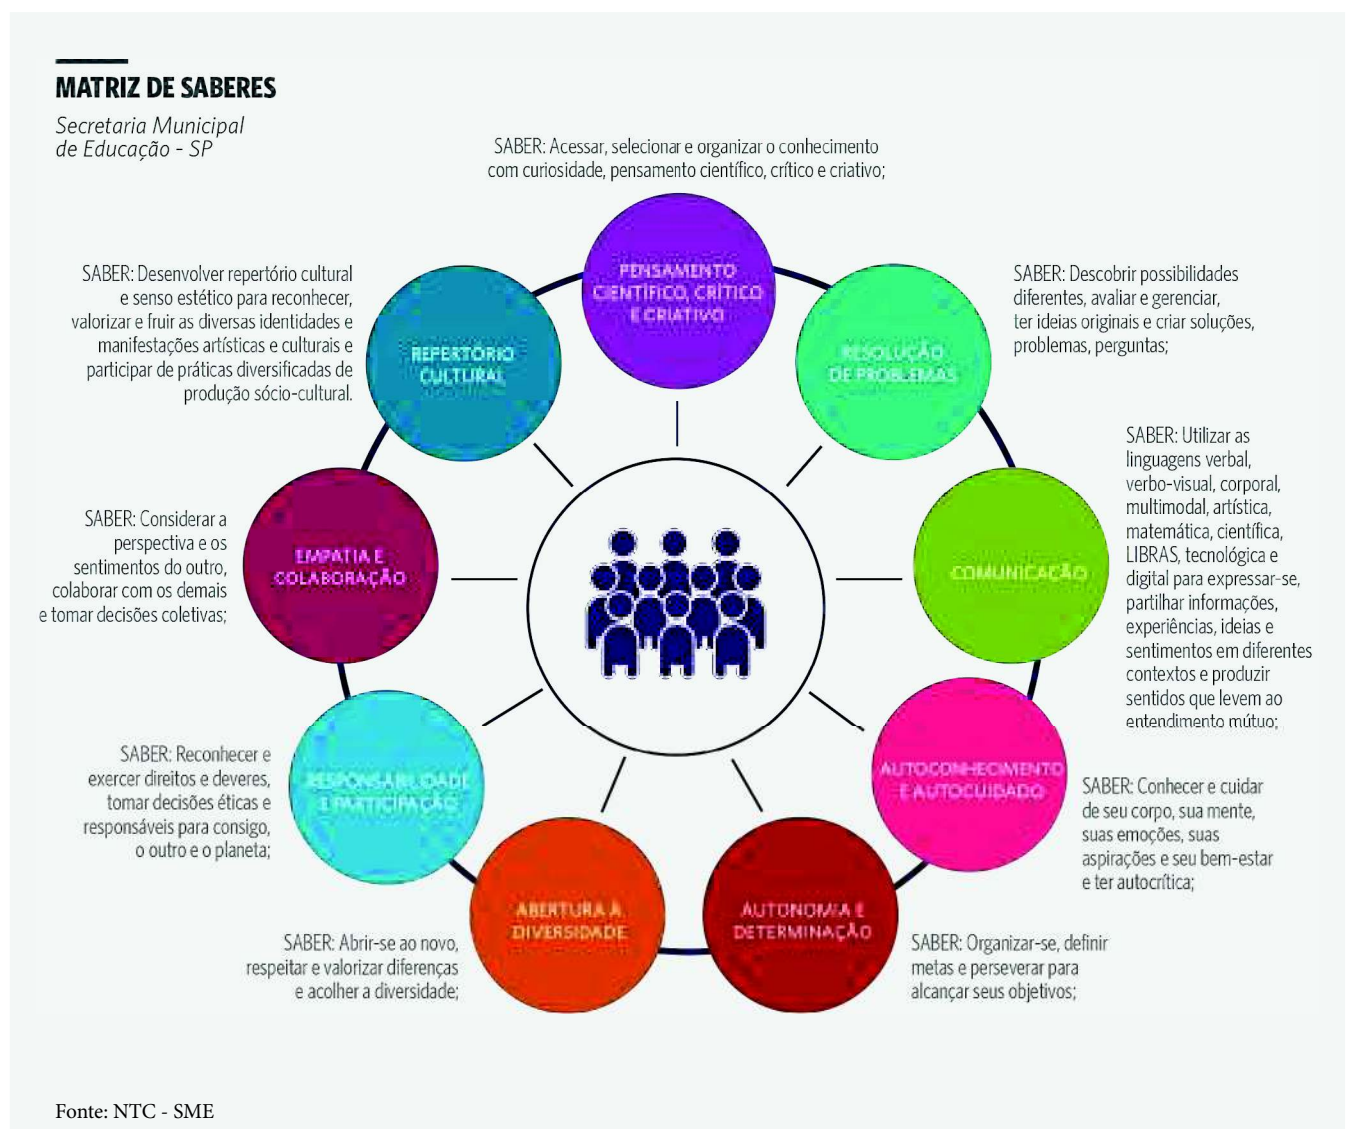 MATRIZ DE SABERES
Secretaria Municipal
de Educação - SP
SABER: Acessar, selecionar e organizar o conhecimento
com curiosidade, pensamento científico, crítico e criativo;
PENSAMENTO
CIENTÍFICO, CRÍTICO
E CRIATIVO
SABER: Descobrir possibilidades
diferentes, avaliar e gerenciar,
ter ideias originais e criar soluções,
problemas, perguntas;
RESOLUÇÃO
DE PROBLEMAS
SABER: Utilizar as
linguagens verbal,
verbo-visual, corporal,
multimodal, artística,
matemática, científica,
LIBRAS, tecnológica e
digital para expressar-se,
partilhar informações,
experiências, ideias e
sentimentos em diferentes
contextos e produzir
sentidos que levem ao
entendimento mútuo;
COMUNICAÇÃO
AUTOCONHECIMENTO
E AUTOCUIDADO
SABER: Conhecer e cuidar
de seu corpo, sua mente,
suas emoções, suas
aspirações e seu bem-estar
e ter autocrítica;
AUTONOMIA E
DETERMINAÇÃO
SABER: Organizar-se, definir
metas e perseverar para
alcançar seus objetivos;
ABERTURA À
DIVERSIDADE
SABER: Abrir-se ao novo,
respeitar e valorizar diferenças
e acolher a diversidade;
RESPONSABILIDADE
E PARTICIPAÇÃO
SABER: Reconhecer e
exercer direitos e deveres,
tomar decisões éticas e
responsáveis para consigo,
o outro e o planeta;
EMPATIA E
COLABORAÇÃO
SABER: Considerar a
perspectiva e os
sentimentos do outro,
colaborar com os demais
e tomar decisões coletivas;
REPERTÓRIO
CULTURAL
SABER: Desenvolver repertório cultural
e senso estético para reconhecer,
valorizar e fruir as diversas identidades e
manifestações artísticas e culturais e
participar de práticas diversificadas de
produção sócio-cultural.
Fonte: NTC - SME